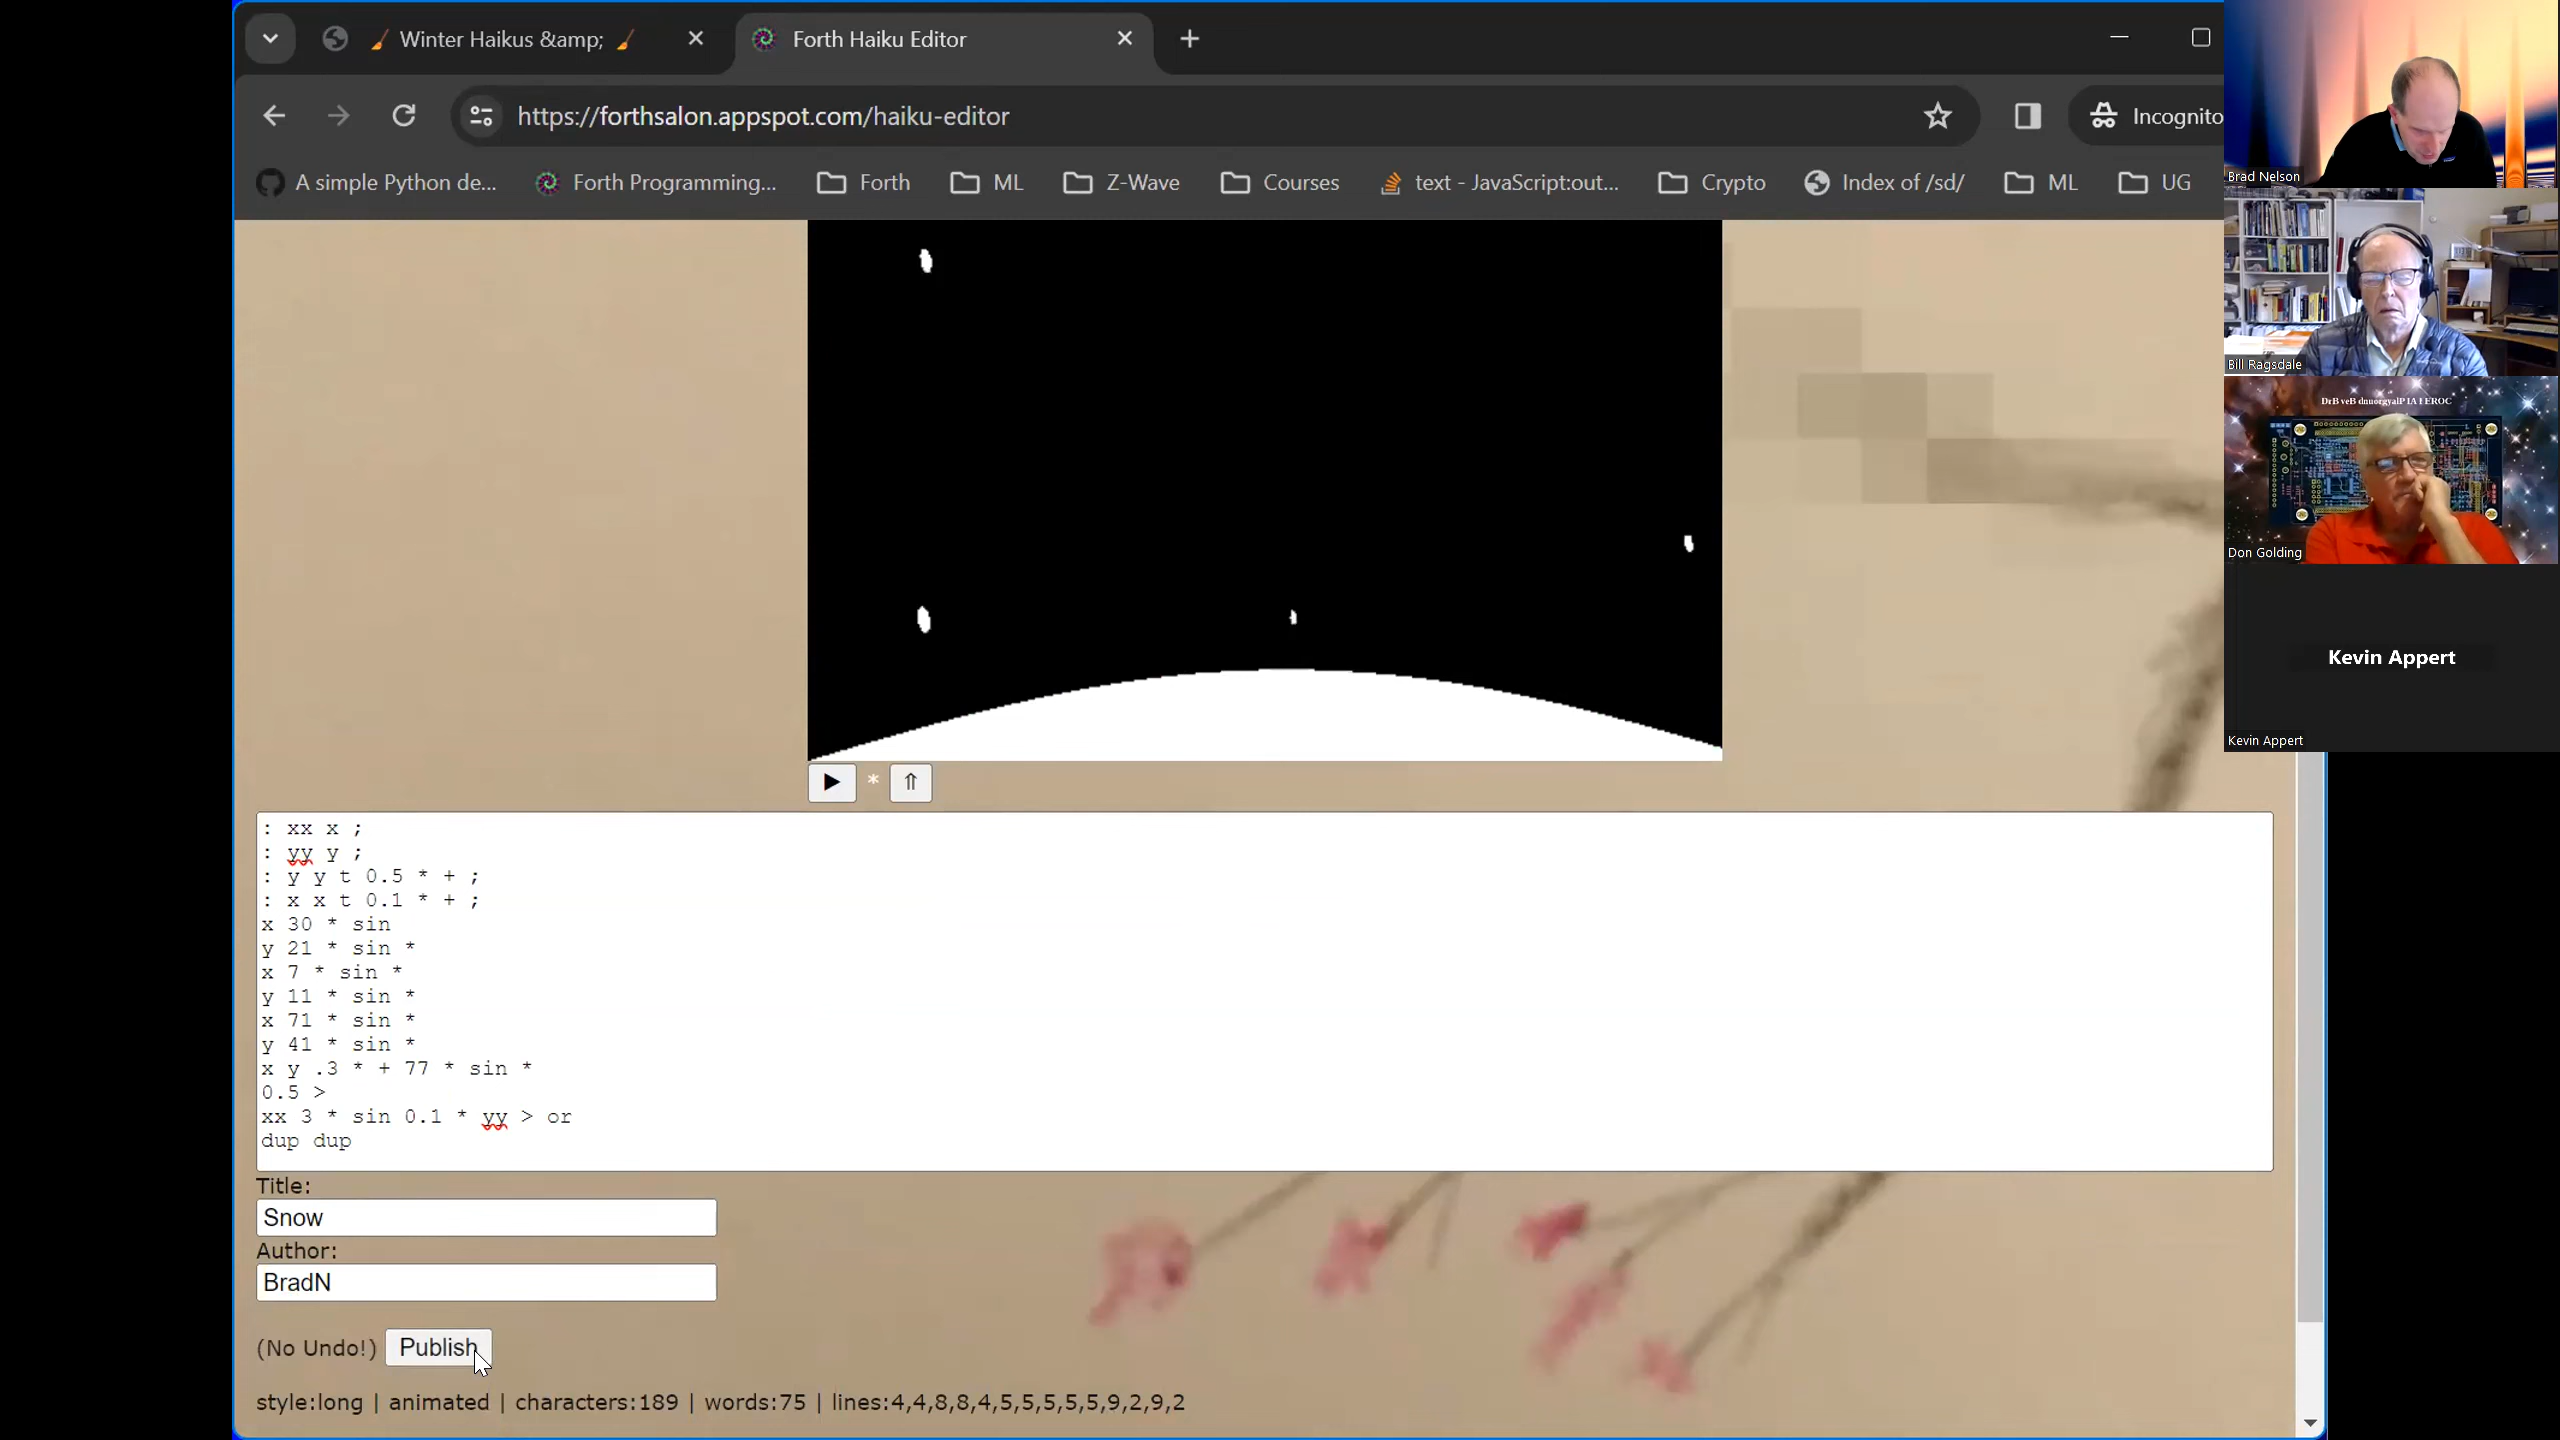 Winter Haikus &amp;
Forth Haiku Editor
https://forthsalon.appspot.com/haiku-editor
Incognito
A simple Python de...
Forth Programming...
Forth
ML
Z-Wave
Courses
text - JavaScript:out...
Crypto
Index of /sd/
ML
UG
Brad Nelson
Bill Ragsdale
DrB veB dnuorgyalP IA I EROC
Don Golding
Kevin Appert
Kevin Appert
*
: xx x ;
: yy y ;
: y y t 0.5 * + ;
: x x t 0.1 * + ;
x 30 * sin
y 21 * sin *
x 7 * sin *
y 11 * sin *
x 71 * sin *
y 41 * sin *
x y .3 * + 77 * sin *
0.5 >
xx 3 * sin 0.1 * yy > or
dup dup
Title:
Snow
Author:
BradN
(No Undo!) Publish
style:long | animated | characters:189 | words:75 | lines:4,4,8,8,4,5,5,5,5,5,9,2,9,2